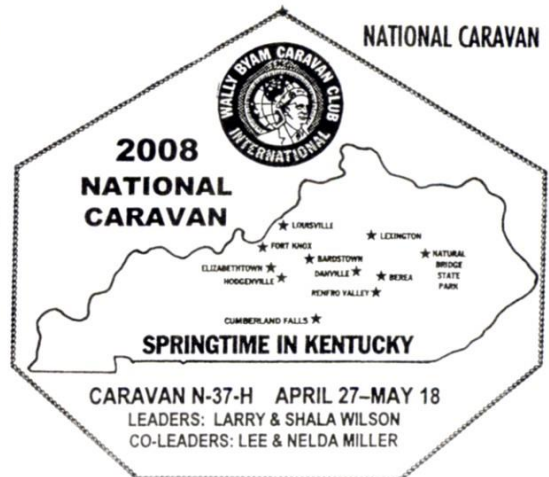 NATIONAL CARAVAN
WALLY BYAM CARAVAN CLUB
INTERNATIONAL
2008
NATIONAL
CARAVAN
LOUISVILLE
LEXINGTON
FORT KNOX
BARDSTOWN
NATURAL
BRIDGE
STATE
PARK
ELIZABETHTOWN
DANVILLE
HODGENVILLE
BEREA
RENFRO VALLEY
CUMBERLAND FALLS
SPRINGTIME IN KENTUCKY
CARAVAN N-37-H APRIL 27–MAY 18
LEADERS: LARRY & SHALA WILSON
CO-LEADERS: LEE & NELDA MILLER